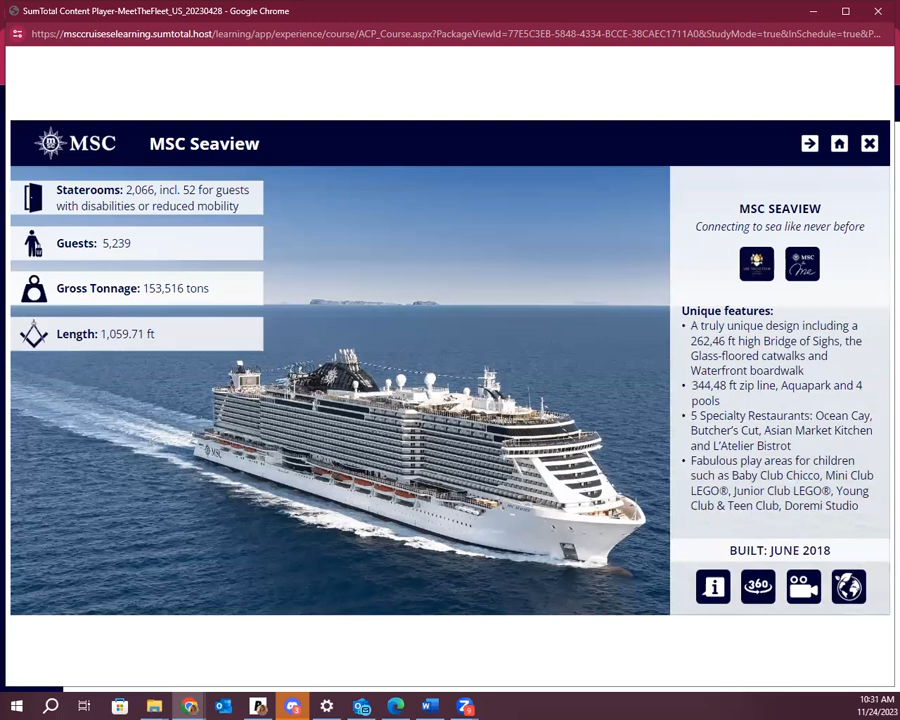 SumTotal Content Player-MeetTheFleet_US_20230428 - Google Chrome
https://msccruiseselearning.sumtotal.host/learning/app/experience/course/ACP_Course.aspx?PackageViewId=77E5C3EB-5848-4334-BCCE-38CAEC1711A0&StudyMode=true&InSchedule=true&P...
MSC
MSC Seaview
Staterooms: 2,066, incl. 52 for guests
with disabilities or reduced mobility
Guests: 5,239
Gross Tonnage: 153,516 tons
Length: 1,059.71 ft
MSC SEAVIEW
Connecting to sea like never before
MSC YACHT CLUB
MSC
for Me
Unique features:
• A truly unique design including a
262,46 ft high Bridge of Sighs, the
Glass-floored catwalks and
Waterfront boardwalk
• 344,48 ft zip line, Aquapark and 4
pools
• 5 Specialty Restaurants: Ocean Cay,
Butcher's Cut, Asian Market Kitchen
and L'Atelier Bistrot
• Fabulous play areas for children
such as Baby Club Chicco, Mini Club
LEGO®, Junior Club LEGO®, Young
Club & Teen Club, Doremi Studio
BUILT: JUNE 2018
360
MSC
10:31 AM
11/24/2023